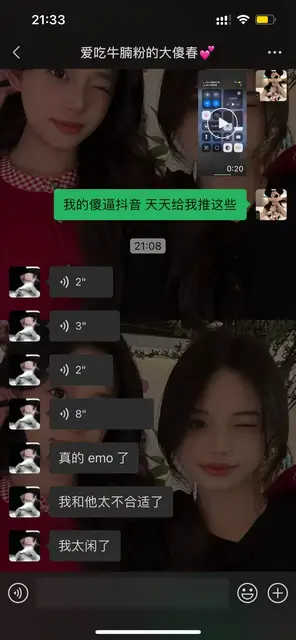 21:33
爱吃牛腩粉的大傻春💕
0:20
我的傻逼抖音 天天给我推这些
21:08
2"
3"
2"
8"
真的 emo 了
我和他太不合适了
我太闲了